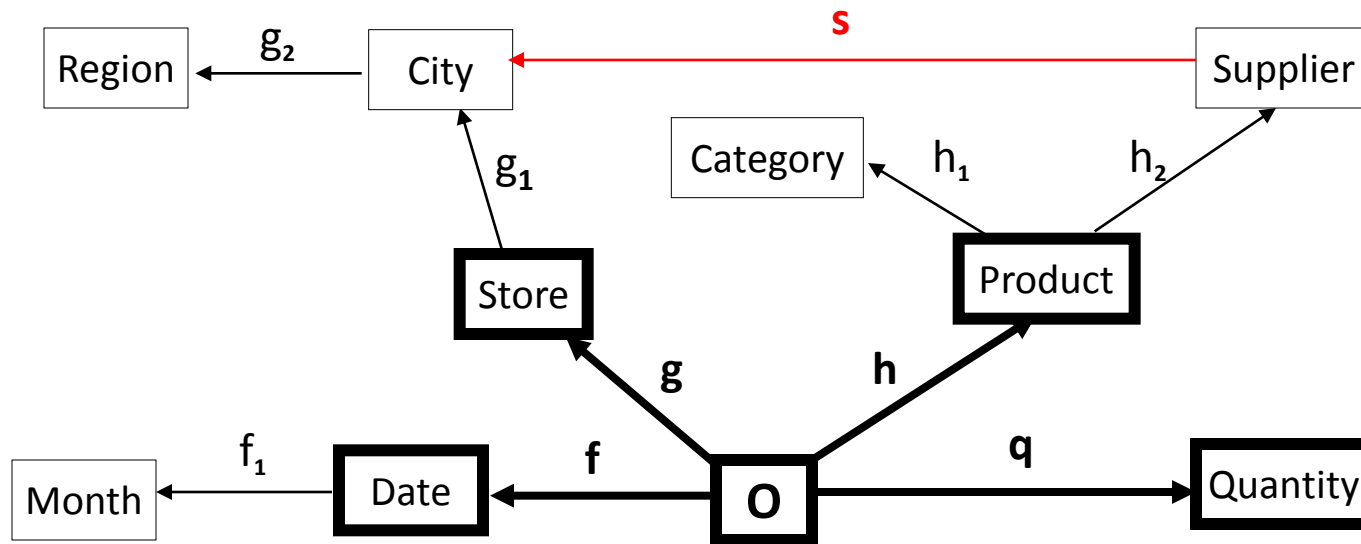 s
g2
Region
City
Supplier
Category
h1
h2
g1
Product
Store
g
h
f1
f
q
Month
Date
O
Quantity